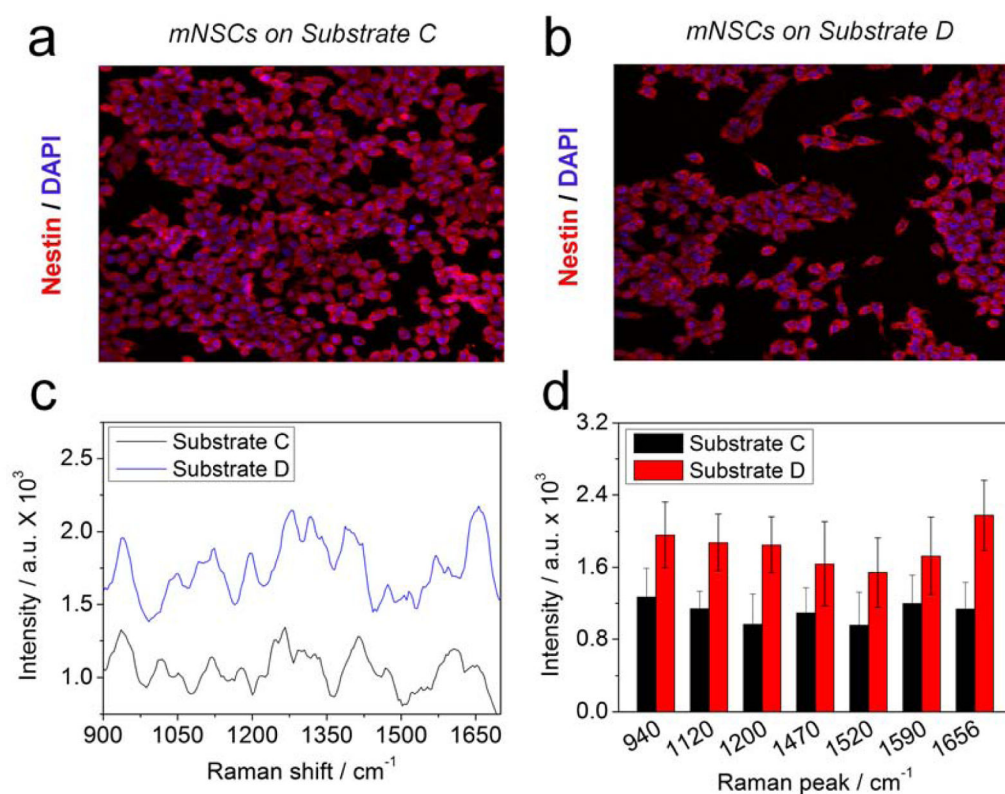 a
mNSCs on Substrate C
b
mNSCs on Substrate D
Nestin / DAPI
Nestin / DAPI
c
Substrate C
Substrate D
2.5
2.0
1.5
1.0
Intensity / a.u. X 10³
900 1050 1200 1350 1500 1650
Raman shift / cm⁻¹
d
Substrate C
Substrate D
3.2
2.4
1.6
0.8
0.0
Intensity / a.u. x 10³
940 1120 1200 1470 1520 1590 1656
Raman peak / cm⁻¹